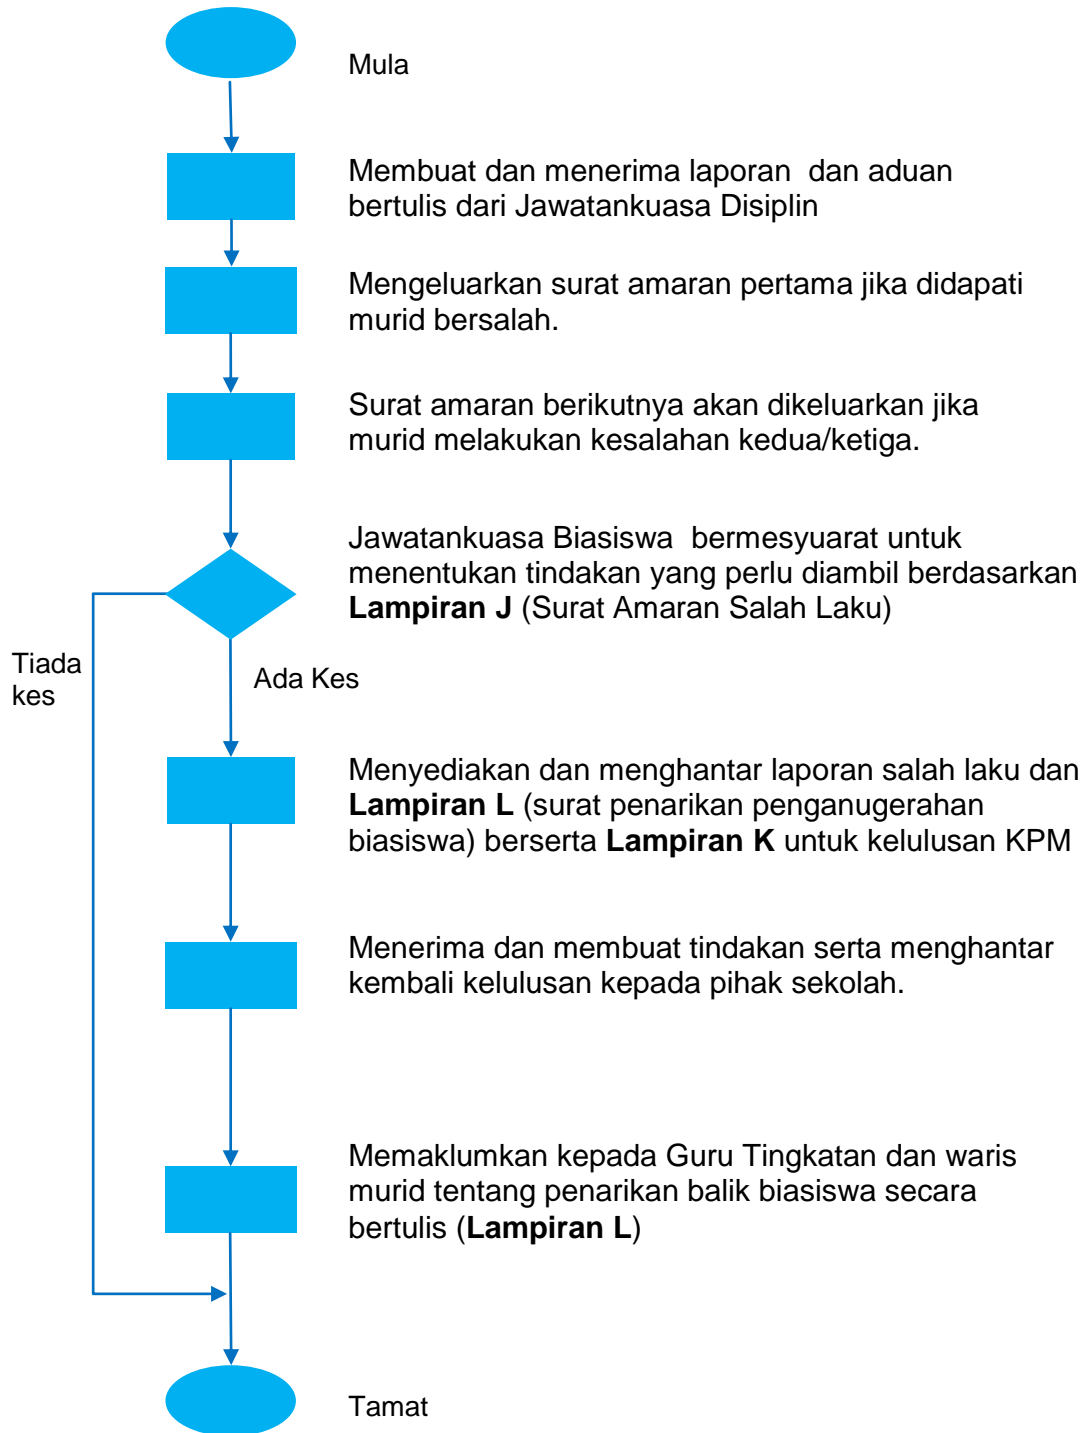 Mula
Membuat dan menerima laporan  dan aduan
bertulis dari Jawatankuasa Disiplin
Mengeluarkan surat amaran pertama jika didapati
murid bersalah.
Surat amaran berikutnya akan dikeluarkan jika
murid melakukan kesalahan kedua/ketiga.
Jawatankuasa Biasiswa  bermesyuarat untuk
menentukan tindakan yang perlu diambil berdasarkan
Lampiran J (Surat Amaran Salah Laku)
Tiada
kes
Ada Kes
Menyediakan dan menghantar laporan salah laku dan
Lampiran L (surat penarikan penganugerahan
biasiswa) berserta Lampiran K untuk kelulusan KPM
Menerima dan membuat tindakan serta menghantar
kembali kelulusan kepada pihak sekolah.
Memaklumkan kepada Guru Tingkatan dan waris
murid tentang penarikan balik biasiswa secara
bertulis (Lampiran L)
Tamat